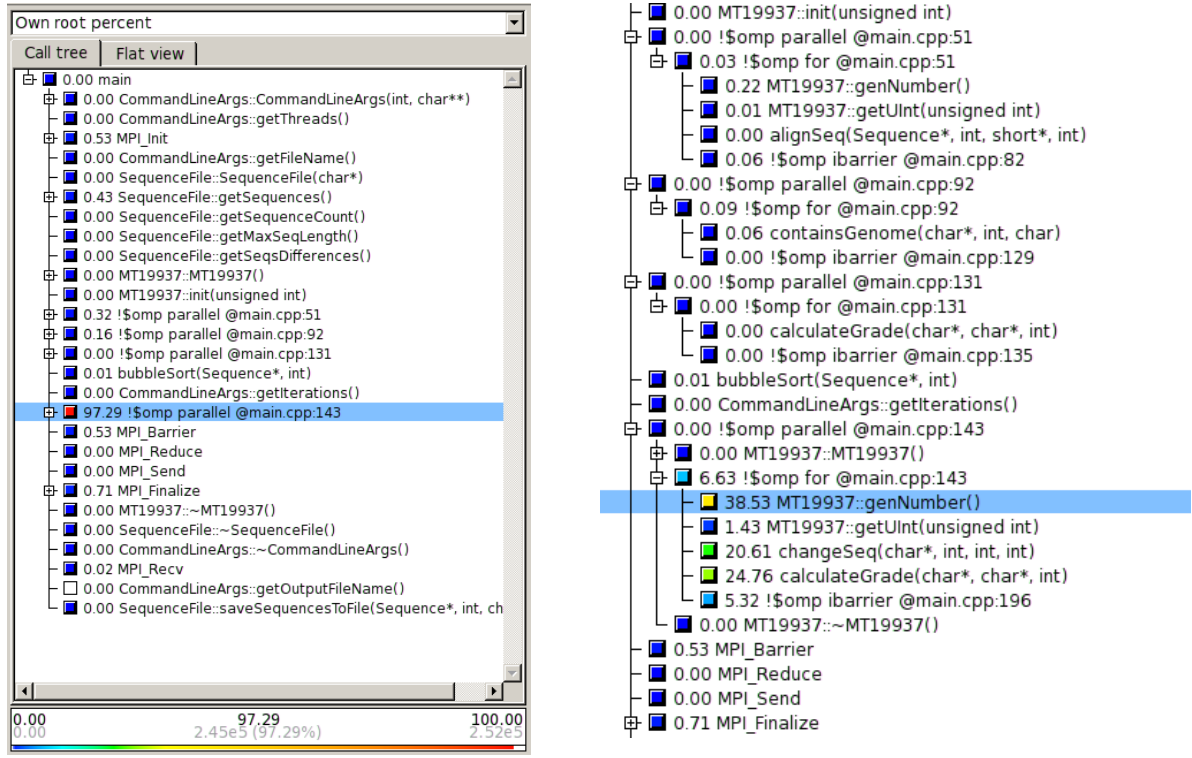 Own root percent
Call tree
Flat view
0.00 main
0.00 CommandLineArgs::CommandLineArgs(int, char**)
0.00 CommandLineArgs::getThreads()
0.53 MPI_Init
0.00 CommandLineArgs::getFileName()
0.00 SequenceFile::SequenceFile(char*)
0.43 SequenceFile::getSequences()
0.00 SequenceFile::getSequenceCount()
0.00 SequenceFile::getMaxSeqLength()
0.00 SequenceFile::getSeqsDifferences()
0.00 MT19937::MT19937()
0.00 MT19937::init(unsigned int)
0.32 !$omp parallel @main.cpp:51
0.16 !$omp parallel @main.cpp:92
0.00 !$omp parallel @main.cpp:131
0.01 bubbleSort(Sequence*, int)
0.00 CommandLineArgs::getIterations()
97.29 !$omp parallel @main.cpp:143
0.53 MPI_Barrier
0.00 MPI_Reduce
0.00 MPI_Send
0.71 MPI_Finalize
0.00 MT19937::~MT19937()
0.00 SequenceFile::~SequenceFile()
0.00 CommandLineArgs::~CommandLineArgs()
0.02 MPI_Recv
0.00 CommandLineArgs::getOutputFileName()
0.00 SequenceFile::saveSequencesToFile(Sequence*, int, ch
0.00 97.29 100.00
0.00 2.45e5 (97.29%) 2.52e5
0.00 MT19937::init(unsigned int)
0.00 !$omp parallel @main.cpp:51
0.03 !$omp for @main.cpp:51
0.22 MT19937::genNumber()
0.01 MT19937::getUInt(unsigned int)
0.00 alignSeq(Sequence*, int, short*, int)
0.06 !$omp ibarrier @main.cpp:82
0.00 !$omp parallel @main.cpp:92
0.09 !$omp for @main.cpp:92
0.06 containsGenome(char*, int, char)
0.00 !$omp ibarrier @main.cpp:129
0.00 !$omp parallel @main.cpp:131
0.00 !$omp for @main.cpp:131
0.00 calculateGrade(char*, char*, int)
0.00 !$omp ibarrier @main.cpp:135
0.01 bubbleSort(Sequence*, int)
0.00 CommandLineArgs::getIterations()
0.00 !$omp parallel @main.cpp:143
0.00 MT19937::MT19937()
6.63 !$omp for @main.cpp:143
38.53 MT19937::genNumber()
1.43 MT19937::getUInt(unsigned int)
20.61 changeSeq(char*, int, int, int)
24.76 calculateGrade(char*, char*, int)
5.32 !$omp ibarrier @main.cpp:196
0.00 MT19937::~MT19937()
0.53 MPI_Barrier
0.00 MPI_Reduce
0.00 MPI_Send
0.71 MPI_Finalize